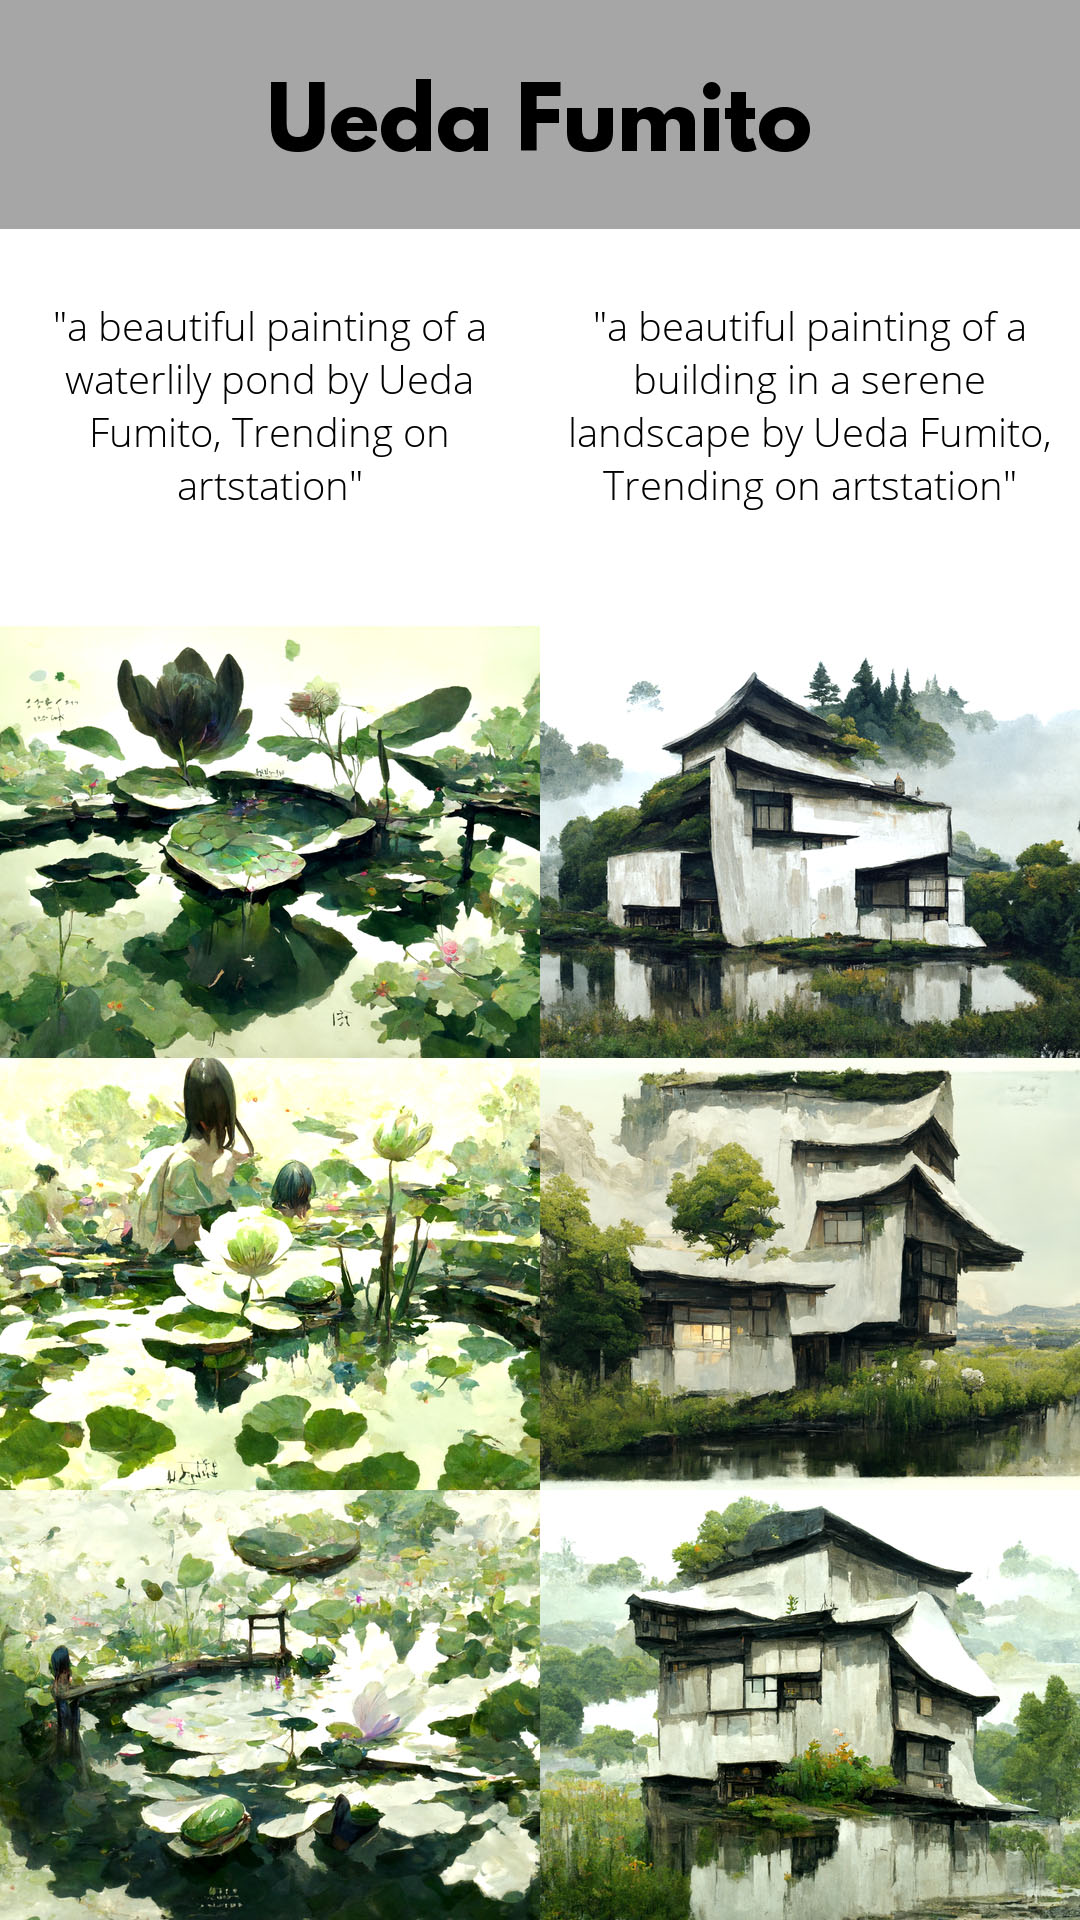 Ueda Fumito
"a beautiful painting of a
waterlily pond by Ueda
Fumito, Trending on
artstation"
"a beautiful painting of a
building in a serene
landscape by Ueda Fumito,
Trending on artstation"